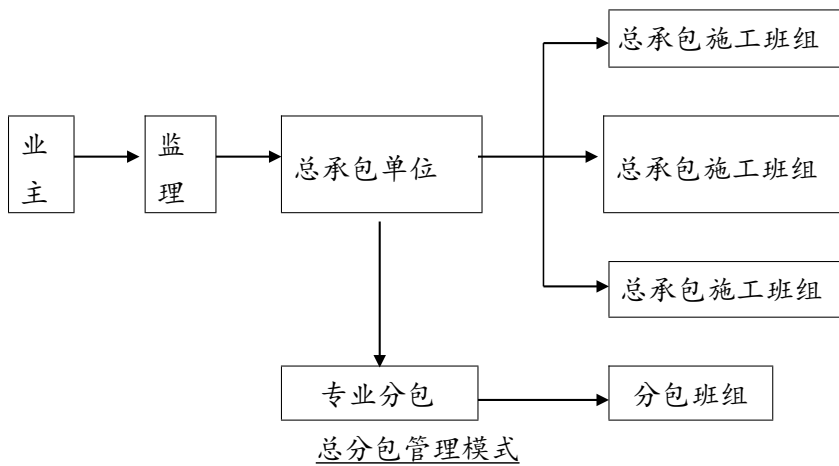 总承包施工班组
业主
监理
总承包单位
总承包施工班组
总承包施工班组
专业分包
分包班组
总分包管理模式